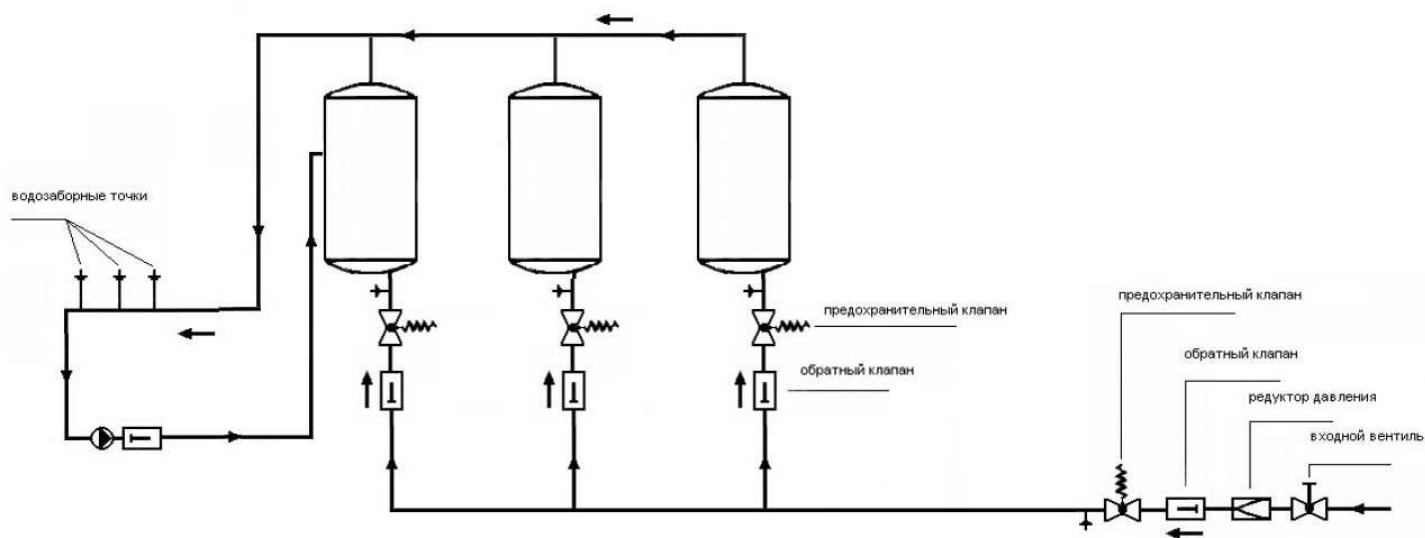 водозаборные точки
предохранительный клапан
обратный клапан
предохранительный клапан
обратный клапан
редуктор давления
входной вентиль